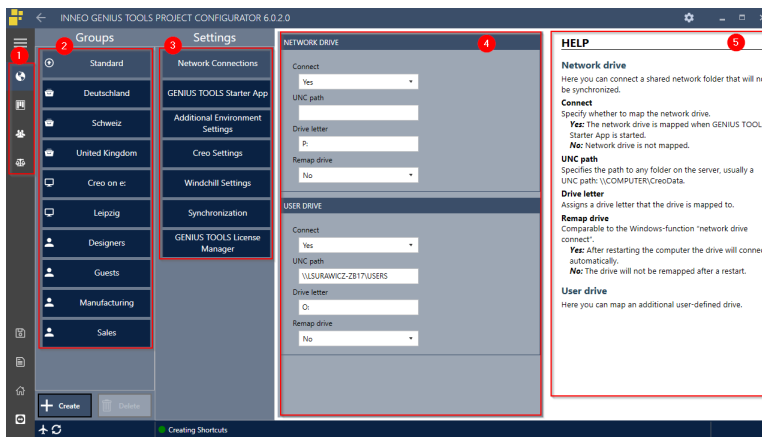 INNEO GENIUS TOOLS PROJECT CONFIGURATOR 6.0.2.0
1
2
Groups
Standard
Deutschland
Schweiz
United Kingdom
Creo on e:
Leipzig
Designers
Guests
Manufacturing
Sales
Create
Delete
3
Settings
Network Connections
GENIUS TOOLS Starter App
Additional Environment
Settings
Creo Settings
Windchill Settings
Synchronization
GENIUS TOOLS License
Manager
Creating Shortcuts
4
NETWORK DRIVE
Connect
Yes
UNC path
Drive letter
P:
Remap drive
No
USER DRIVE
Connect
Yes
UNC path
\\LSURAWICZ-ZB17\USERS
Drive letter
O:
Remap drive
No
5
HELP
Network drive
Here you can connect a shared network folder that will
be synchronized.
Connect
Specify whether to map the network drive.
Yes: The network drive is mapped when GENIUS TOOL
Starter App is started.
No: Network drive is not mapped.
UNC path
Specifies the path to any folder on the server, usually a
UNC path: \\COMPUTER\CreoData.
Drive letter
Assigns a drive letter that the drive is mapped to.
Remap drive
Comparable to the Windows-function "network drive
connect".
Yes: After restarting the computer the drive will connec
automatically.
No: The drive will not be remapped after a restart.
User drive
Here you can map an additional user-defined drive.